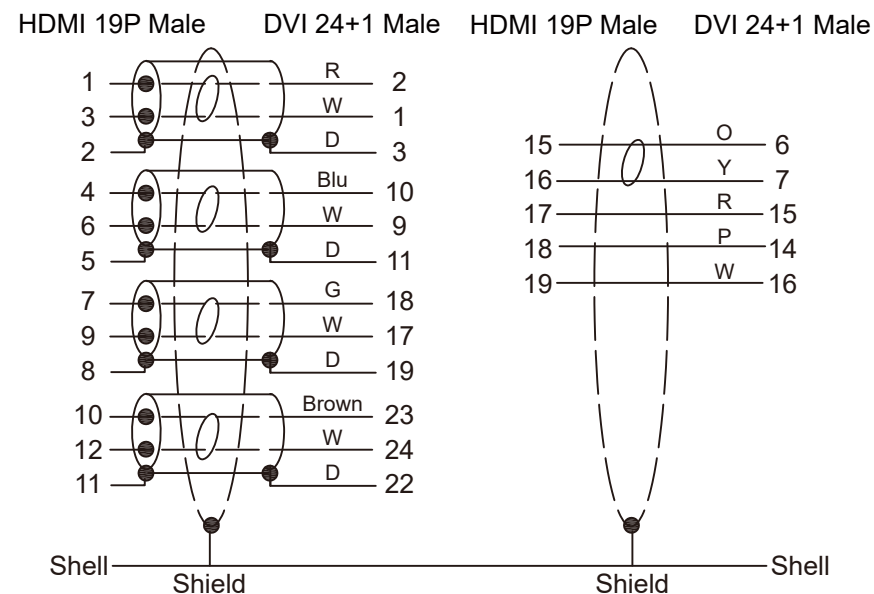 HDMI 19P Male DVI 24+1 Male HDMI 19P Male DVI 24+1 Male
1 R 2
3 W 1
2 D 3
4 Blu 10
6 W 9
5 D 11
7 G 18
9 W 17
8 D 19
10 Brown 23
12 W 24
11 D 22
15 O 6
16 Y 7
17 R 15
18 P 14
19 W 16
Shell Shell
Shield Shield